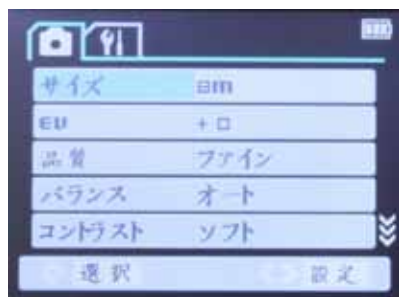 サイズ 8m
EV + 0
品質 ファイン
バランス オート
コントラスト ソフト
選択 設定